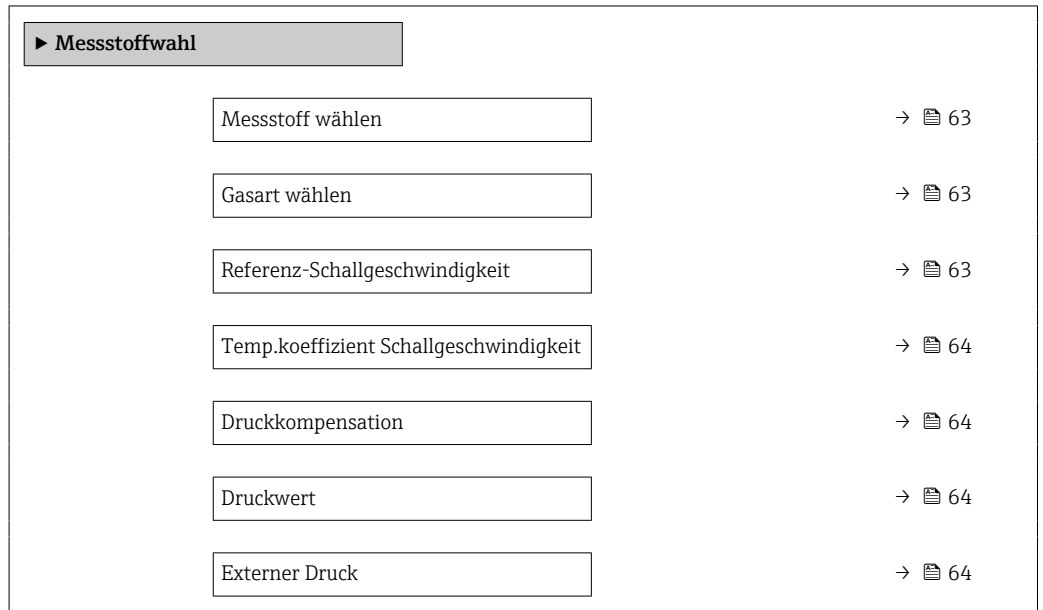 ▶ Messstoffwahl
Messstoff wählen → 63
Gasart wählen → 63
Referenz-Schallgeschwindigkeit → 63
Temp.koeffizient Schallgeschwindigkeit → 64
Druckkompensation → 64
Druckwert → 64
Externer Druck → 64